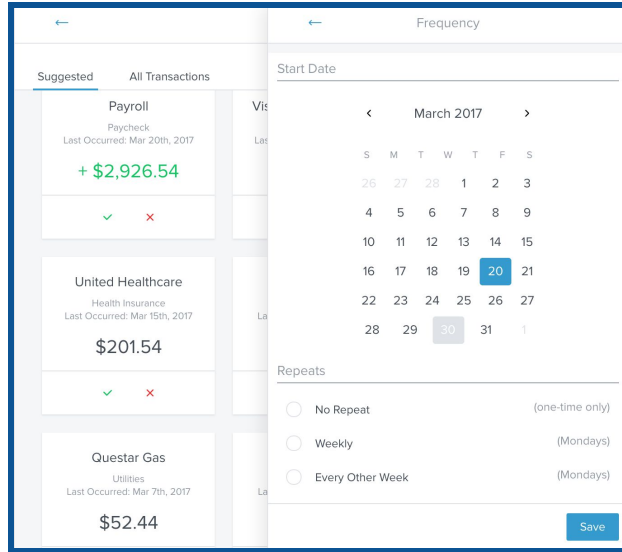 Suggested All Transactions
Payroll
Paycheck
Last Occurred: Mar 20th, 2017
+ $2,926.54
United Healthcare
Health Insurance
Last Occurred: Mar 15th, 2017
$201.54
Questar Gas
Utilities
Last Occurred: Mar 7th, 2017
$52.44
Vis
Las
La
La
Frequency
Start Date
March 2017
S M T W T F S
26 27 28 1 2 3
4 5 6 7 8 9
10 11 12 13 14 15
16 17 18 19 20 21
22 23 24 25 26 27
28 29 30 31 1
Repeats
No Repeat (one-time only)
Weekly (Mondays)
Every Other Week (Mondays)
Save